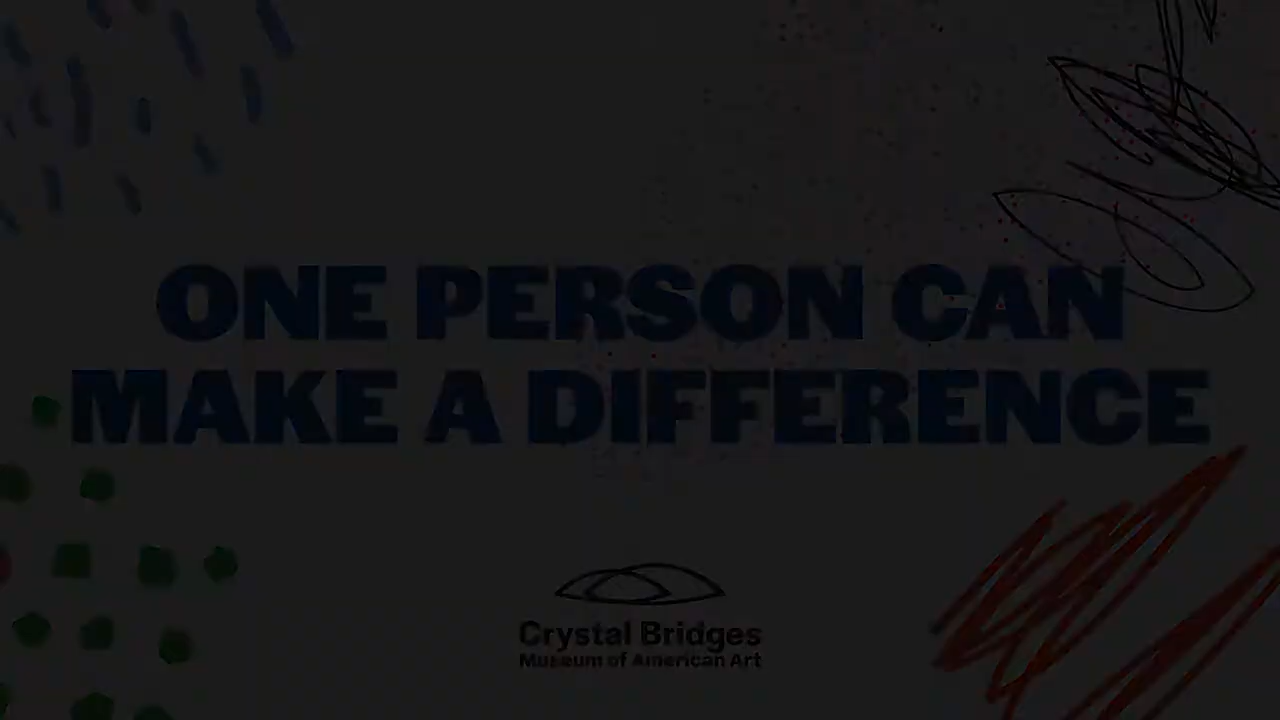 ONE PERSON CAN
MAKE A DIFFERENCE
Crystal Bridges
Museum of American Art